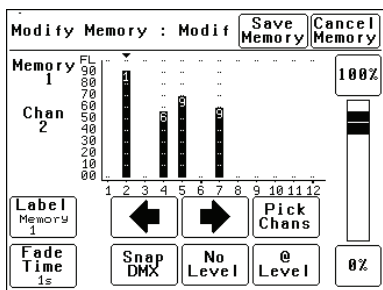 Modify Memory : Modif
Save Memory
Cancel Memory
Memory 1
Chan 2
FL
90
80
70
60
50
40
30
20
10
00
1
6
9
9
1 2 3 4 5 6 7 8 9 10 11 12
100%
0%
Label
Memory
1
Pick Chans
Fade Time
1s
Snap DMX
No Level
@ Level